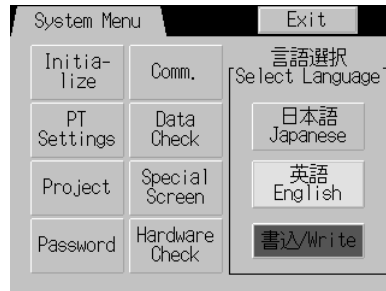 System Menu
Exit
Initia-
lize
Comm.
PT
Settings
Data
Check
Project
Special
Screen
Password
Hardware
Check
言語選択
Select Language
日本語
Japanese
英語
English
書込/Write